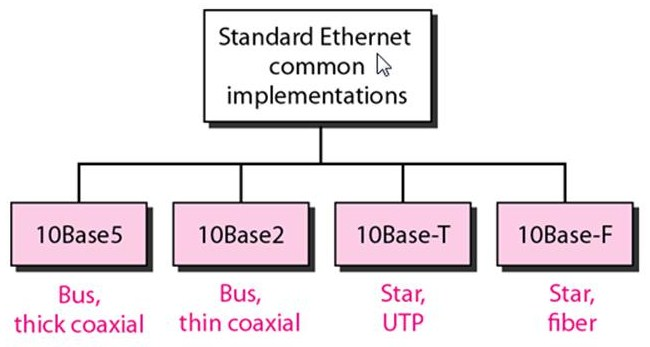 Standard Ethernet
common
implementations
10Base5
10Base2
10Base-T
10Base-F
Bus,
thick coaxial
Bus,
thin coaxial
Star,
UTP
Star,
fiber